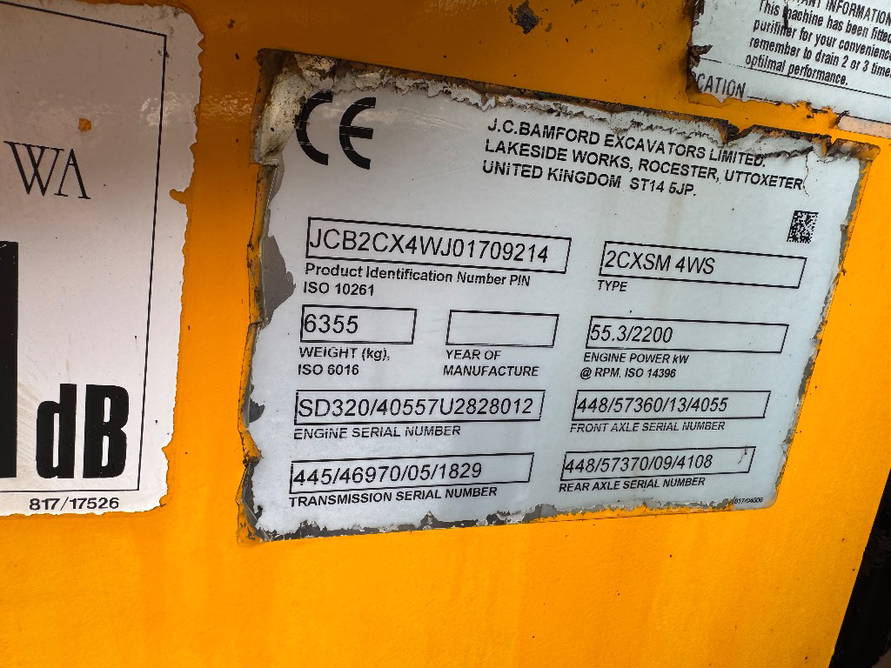 WA
dB
817/17526
CE
J.C.BAMFORD EXCAVATORS LIMITED.
LAKESIDE WORKS, ROCESTER, UTTOXETER
UNITED KINGDOM ST14 5JP.
JCB2CX4WJ01709214
Product Identification Number PIN
ISO 10261
2CXSM 4WS
TYPE
6355
WEIGHT (kg),
ISO 6016
YEAR OF
MANUFACTURE
55.3/2200
ENGINE POWER kW
@ RPM, ISO 14396
SD320/40557U2828012
ENGINE SERIAL NUMBER
448/57360/13/4055
FRONT AXLE SERIAL NUMBER
445/46970/05/1829
TRANSMISSION SERIAL NUMBER
448/57370/09/4108
REAR AXLE SERIAL NUMBER
INFORMATION
This machine has been fitted
purifiner for your convenience
remember to drain 2 or 3 time
optimal performance.